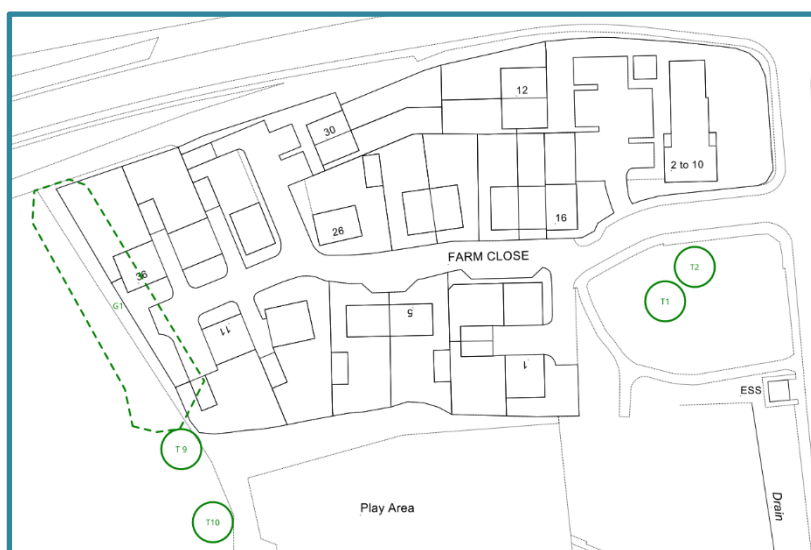 12
30
2 to 10
26
16
FARM CLOSE
T2
36
T1
G1
5
11
1
ESS
T 9
Play Area
Drain
T10